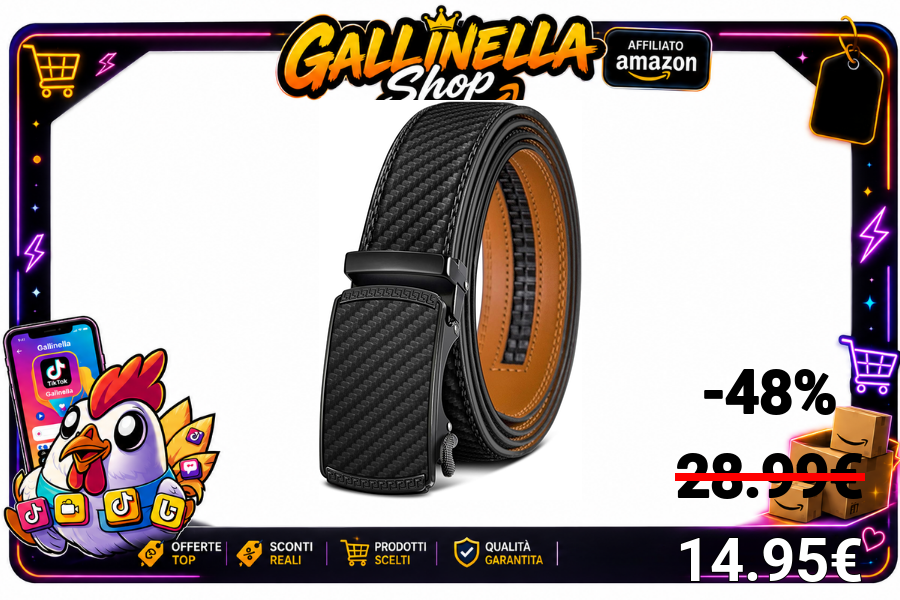 GALLINELLA
Shop
AFFILIATO
amazon
Gallinella
TikTok
Gallinella
-48%
28.99€
14.95€
OFFERTE
TOP
SCONTI
REALI
PRODOTTI
SCELTI
QUALITÀ
GARANTITA